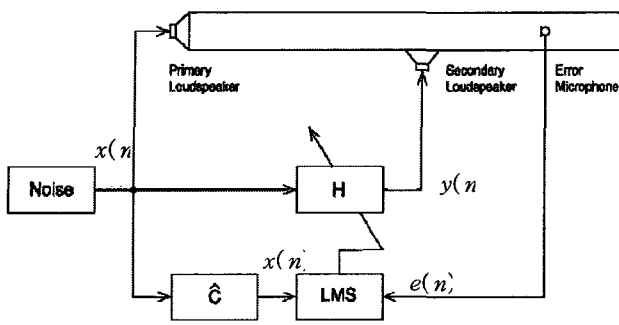 Primary
Loudspeaker
Secondary
Loudspeaker
Error
Microphone
x(n
Noise
H
y(n
Ĉ
x(n)
LMS
e(n)